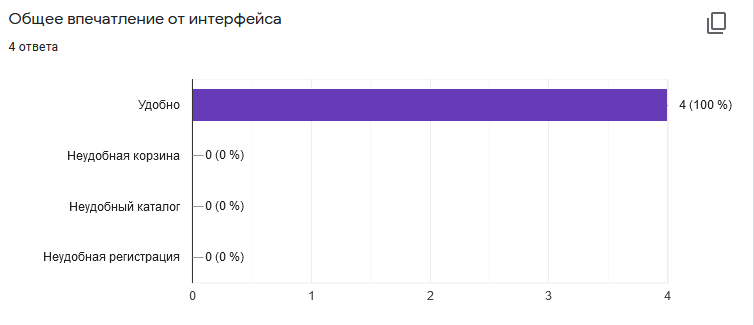 Общее впечатление от интерфейса
4 ответа
Удобно
4 (100 %)
Неудобная корзина
0 (0 %)
Неудобный каталог
0 (0 %)
Неудобная регистрация
0 (0 %)
0 1 2 3 4